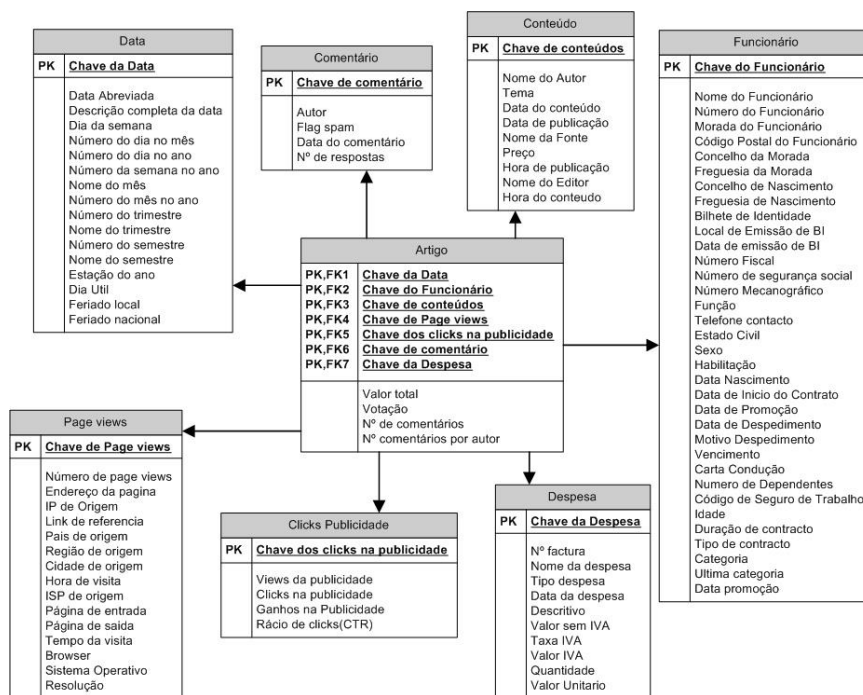 Data
PK Chave da Data
Data Abreviada
Descrição completa da data
Dia da semana
Número do dia no mês
Número do dia no ano
Número da semana no ano
Nome do mês
Número do mês no ano
Número do trimestre
Nome do trimestre
Número do semestre
Nome do semestre
Estação do ano
Dia Util
Feriado local
Feriado nacional
Comentário
PK Chave de comentário
Autor
Flag spam
Data do comentário
Nº de respostas
Conteúdo
PK Chave de conteúdos
Nome do Autor
Tema
Data do conteúdo
Data de publicação
Nome da Fonte
Preço
Hora de publicação
Nome do Editor
Hora do conteudo
Funcionário
PK Chave do Funcionário
Nome do Funcionário
Número do Funcionário
Morada do Funcionário
Código Postal do Funcionário
Concelho da Morada
Freguesia da Morada
Concelho de Nascimento
Freguesia de Nascimento
Bilhete de Identidade
Local de Emissão de BI
Data de emissão de BI
Número Fiscal
Número de segurança social
Número Mecanográfico
Função
Telefone contacto
Estado Civil
Sexo
Habilitação
Data Nascimento
Data de Inicio do Contrato
Data de Promoção
Data de Despedimento
Motivo Despedimento
Vencimento
Carta Condução
Numero de Dependentes
Código de Seguro de Trabalho
Idade
Duração de contracto
Tipo de contracto
Categoria
Ultima categoria
Data promoção
Artigo
PK,FK1 Chave da Data
PK,FK2 Chave do Funcionário
PK,FK3 Chave de conteúdos
PK,FK4 Chave de Page views
PK,FK5 Chave dos clicks na publicidade
PK,FK6 Chave de comentário
PK,FK7 Chave da Despesa
Valor total
Votação
Nº de comentários
Nº comentários por autor
Page views
PK Chave de Page views
Número de page views
Endereço da pagina
IP de Origem
Link de referencia
Pais de origem
Região de origem
Cidade de origem
Hora de visita
ISP de origem
Página de entrada
Página de saida
Tempo da visita
Browser
Sistema Operativo
Resolução
Clicks Publicidade
PK Chave dos clicks na publicidade
Views da publicidade
Clicks na publicidade
Ganhos na Publicidade
Rácio de clicks(CTR)
Despesa
PK Chave da Despesa
Nº factura
Nome da despesa
Tipo despesa
Data da despesa
Descritivo
Valor sem IVA
Taxa IVA
Valor IVA
Quantidade
Valor Unitario